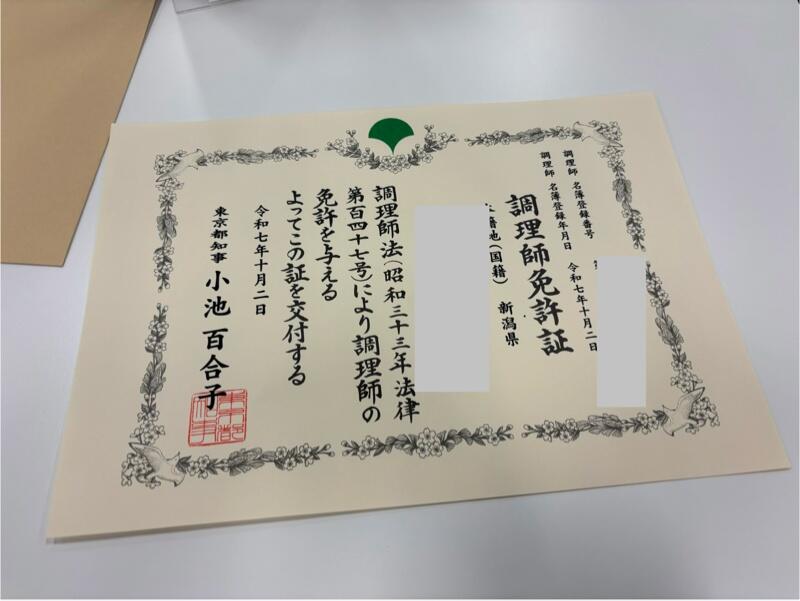 調理師名簿登録番号
調理師名簿登録年月日 令和七年十月二日
調理師免許証
本籍地(国籍) 新潟県
調理師法(昭和三十三年法律
第百四十七号)により調理師の
免許を与える
よってこの証を交付する
令和七年十月二日
東京都知事 小池百合子